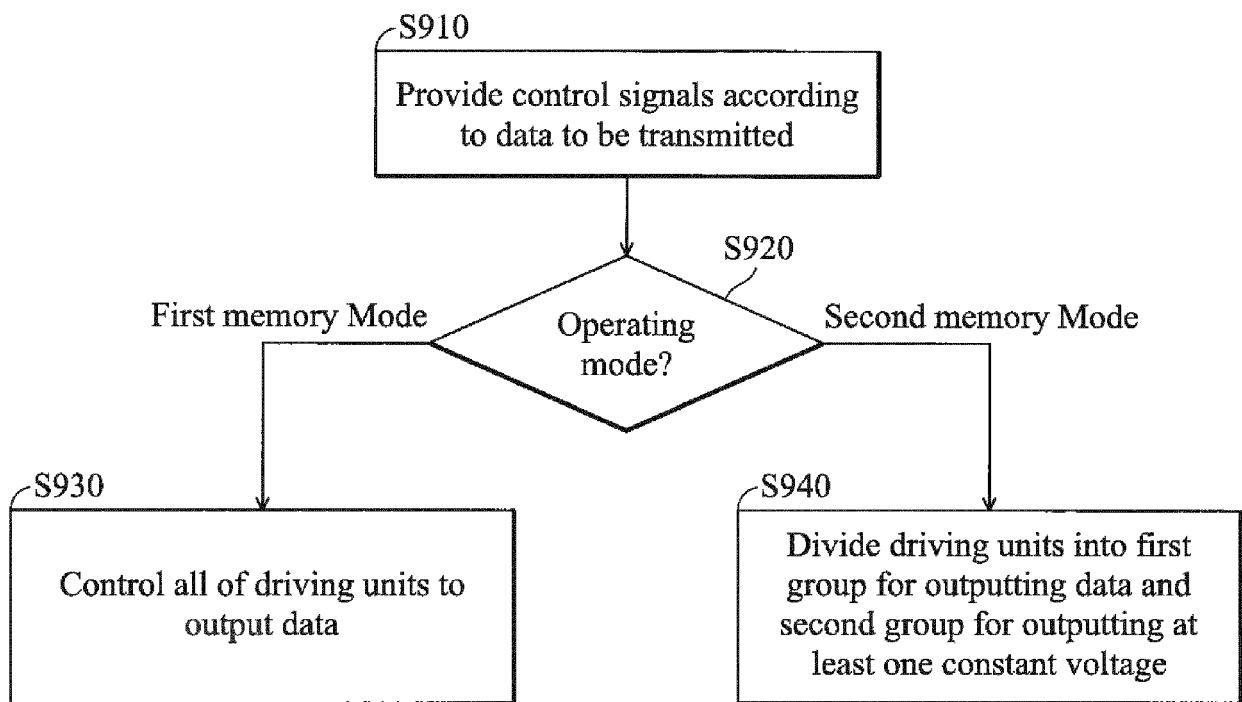 S910
Provide control signals according
to data to be transmitted
S920
First memory Mode
Operating
mode?
Second memory Mode
S930
Control all of driving units to
output data
S940
Divide driving units into first
group for outputting data and
second group for outputting at
least one constant voltage